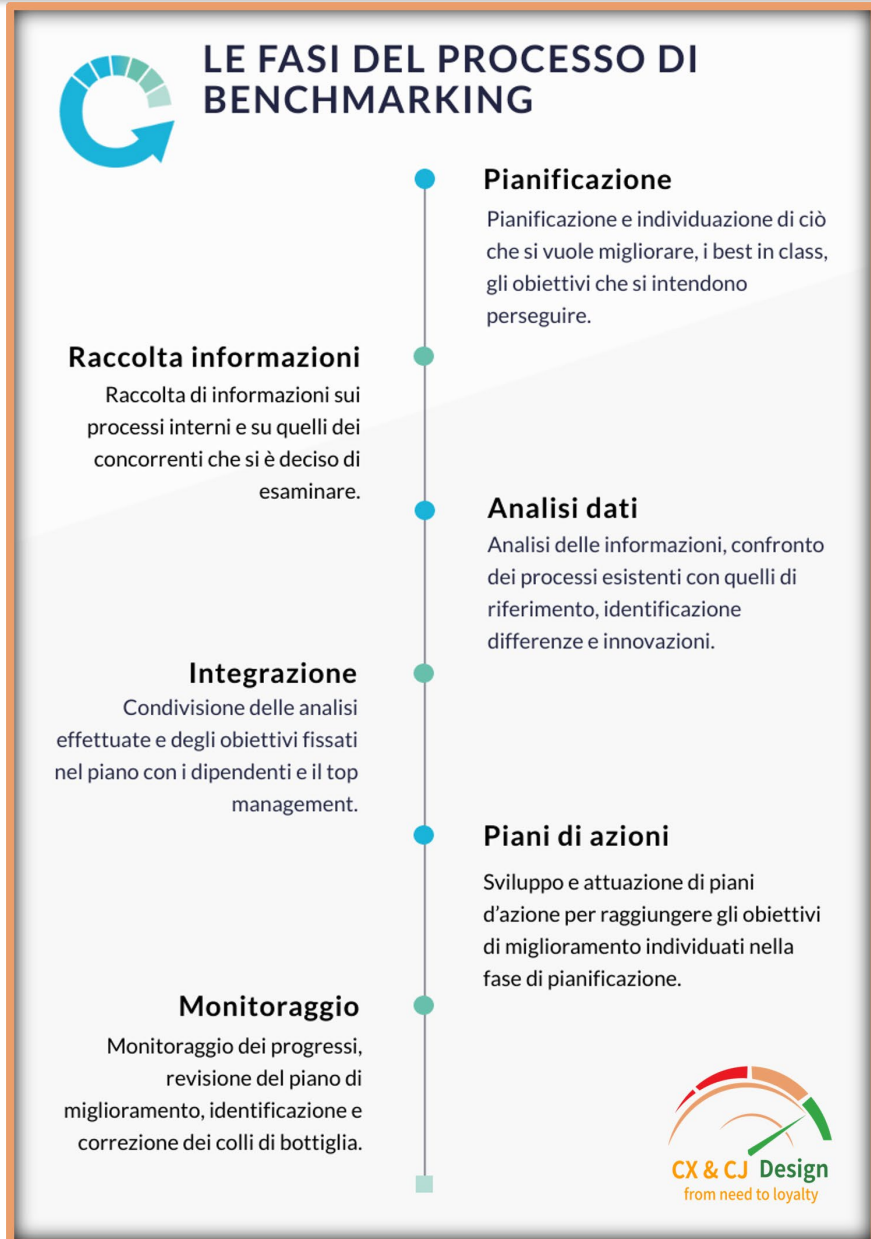 LE FASI DEL PROCESSO DI
BENCHMARKING
Pianificazione
Pianificazione e individuazione di ciò
che si vuole migliorare, i best in class,
gli obiettivi che si intendono
perseguire.
Raccolta informazioni
Raccolta di informazioni sui
processi interni e su quelli dei
concorrenti che si è deciso di
esaminare.
Analisi dati
Analisi delle informazioni, confronto
dei processi esistenti con quelli di
riferimento, identificazione
differenze e innovazioni.
Integrazione
Condivisione delle analisi
effettuate e degli obiettivi fissati
nel piano con i dipendenti e il top
management.
Piani di azioni
Sviluppo e attuazione di piani
d’azione per raggiungere gli obiettivi
di miglioramento individuati nella
fase di pianificazione.
Monitoraggio
Monitoraggio dei progressi,
revisione del piano di
miglioramento, identificazione e
correzione dei colli di bottiglia.
CX & CJ Design
from need to loyalty